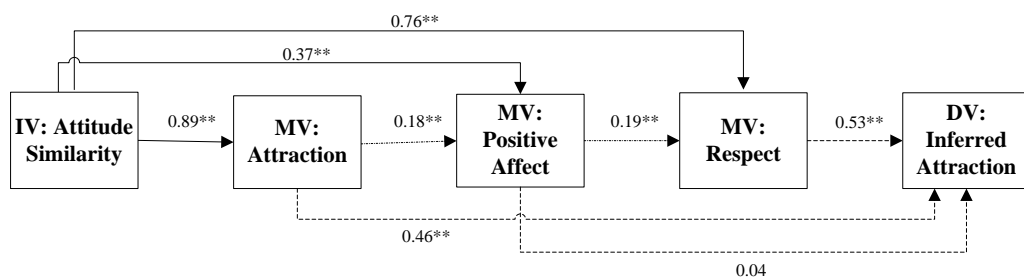 0.76**
0.37**
IV: Attitude
Similarity
0.89**
MV:
Attraction
0.18**
MV:
Positive
Affect
0.19**
MV:
Respect
0.53**
DV:
Inferred
Attraction
0.46**
0.04